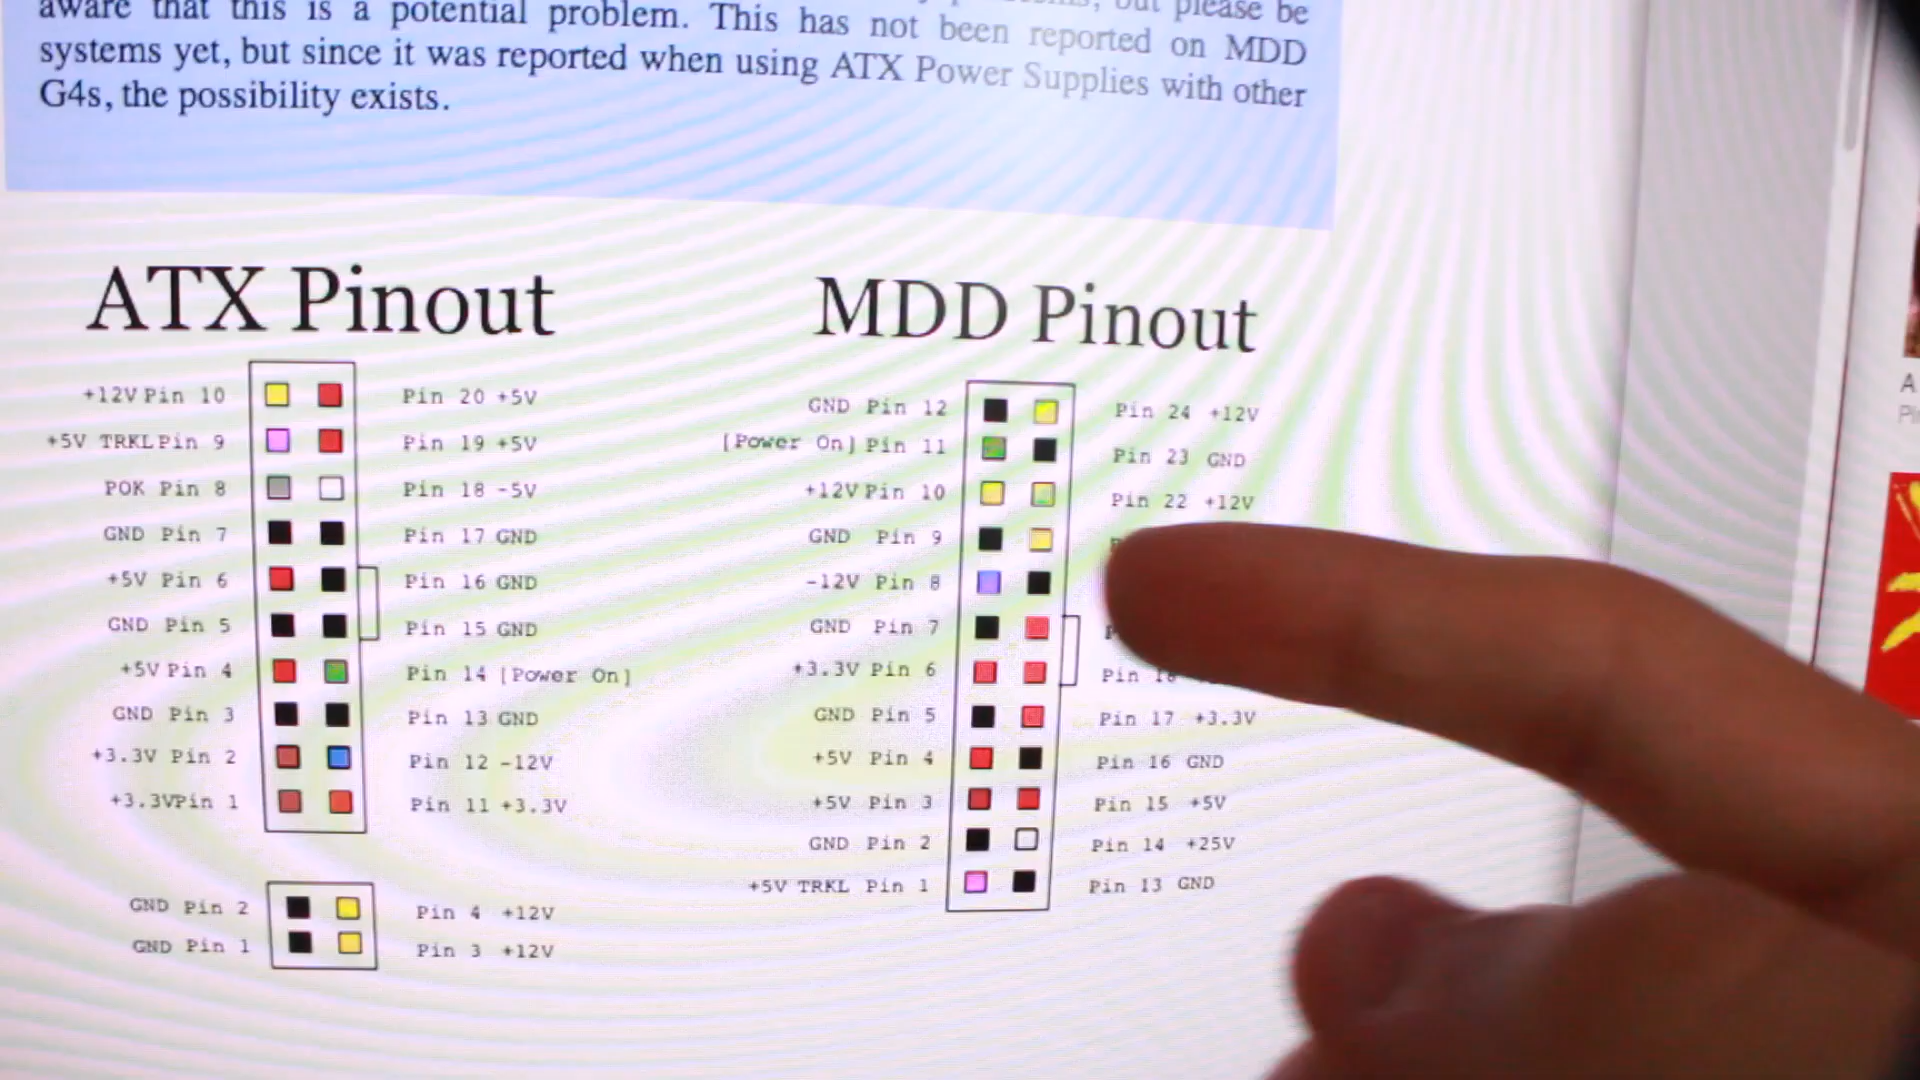 aware that this is a potential problem. This has not been reported on MDD
please be
systems yet, but since it was reported when using ATX Power Supplies with other
G4s, the possibility exists.
ATX Pinout
+12V Pin 10 Pin 20 +5V
+5V TRKL Pin 9 Pin 19 +5V
POK Pin 8 Pin 18 -5V
GND Pin 7 Pin 17 GND
+5V Pin 6 Pin 16 GND
GND Pin 5 Pin 15 GND
+5V Pin 4 Pin 14 [Power On]
GND Pin 3 Pin 13 GND
+3.3V Pin 2 Pin 12 -12V
+3.3VPin 1 Pin 11 +3.3V
GND Pin 2 Pin 4 +12V
GND Pin 1 Pin 3 +12V
MDD Pinout
GND Pin 12 Pin 24 +12V
[Power On] Pin 11 Pin 23 GND
+12V Pin 10 Pin 22 +12V
GND Pin 9
-12V Pin 8
GND Pin 7
+3.3V Pin 6 Pin
GND Pin 5 Pin 17 +3.3V
+5V Pin 4 Pin 16 GND
+5V Pin 3 Pin 15 +5V
GND Pin 2 Pin 14 +25V
+5V TRKL Pin 1 Pin 13 GND